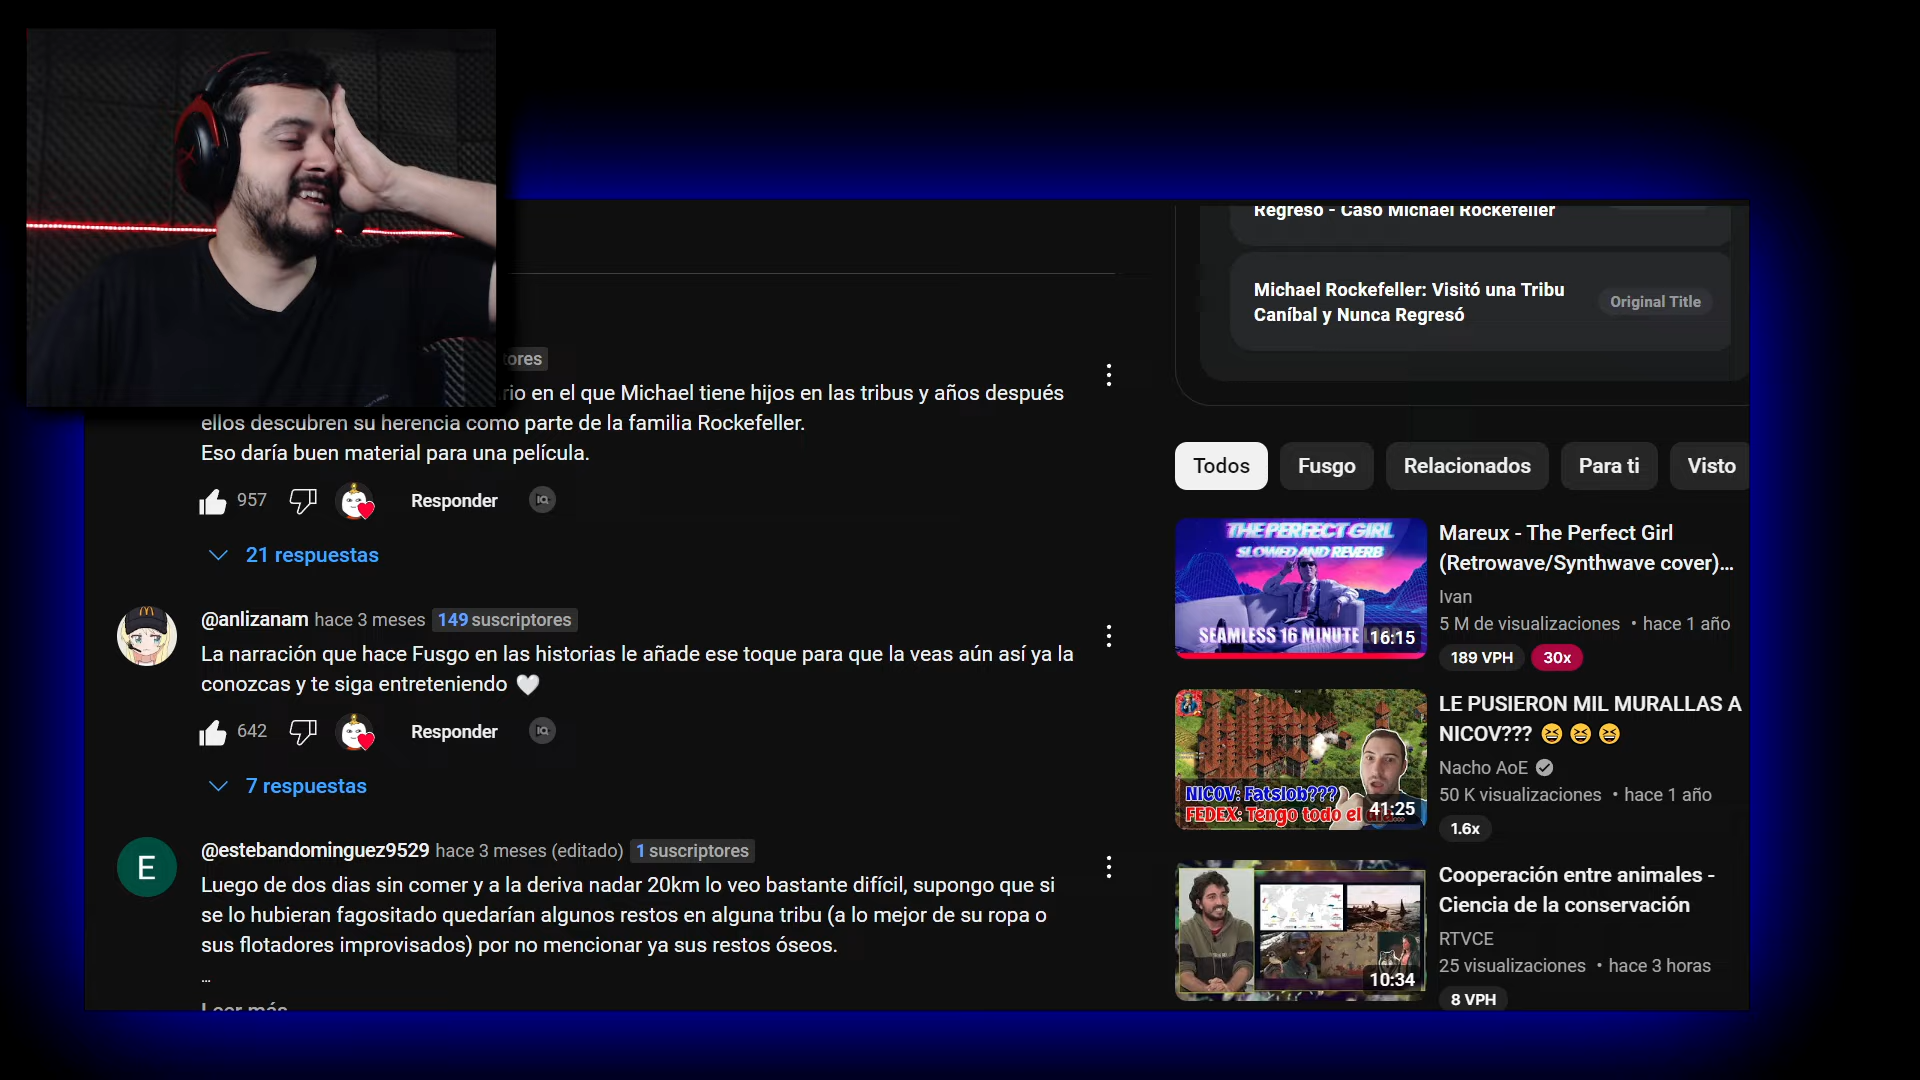 tores
rio en el que Michael tiene hijos en las tribus y años después
ellos descubren su herencia como parte de la familia Rockefeller.
Eso daría buen material para una película.
957
Responder
21 respuestas
@anlizanam hace 3 meses 149 suscriptores
La narración que hace Fusgo en las historias le añade ese toque para que la veas aún así ya la
conozcas y te siga entreteniendo 🤍
642
Responder
7 respuestas
E
@estebandominguez9529 hace 3 meses (editado) 1 suscriptores
Luego de dos dias sin comer y a la deriva nadar 20km lo veo bastante difícil, supongo que si
se lo hubieran fagositado quedarían algunos restos en alguna tribu (a lo mejor de su ropa o
sus flotadores improvisados) por no mencionar ya sus restos óseos.
...
Leer más
Regresó - Caso Michael Rockefeller
Michael Rockefeller: Visitó una Tribu
Caníbal y Nunca Regresó
Original Title
Todos
Fusgo
Relacionados
Para ti
Visto
THE PERFECT GIRL
SLOWED AND REVERB
SEAMLESS 16 MINUTE
16:15
Mareux - The Perfect Girl
(Retrowave/Synthwave cover)...
Ivan
5 M de visualizaciones • hace 1 año
189 VPH
30x
NICOV: Fatslob???
FEDEX: Tengo todo el
41:25
LE PUSIERON MIL MURALLAS A
NICOV??? 😆 😆 😆
Nacho AoE
50 K visualizaciones • hace 1 año
1.6x
10:34
Cooperación entre animales -
Ciencia de la conservación
RTVCE
25 visualizaciones • hace 3 horas
8 VPH